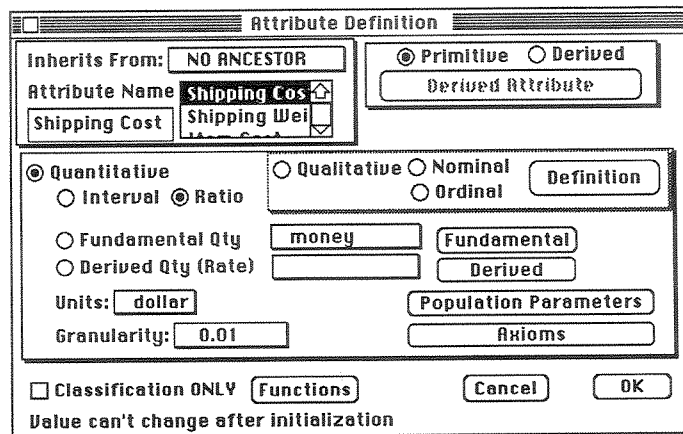 Attribute Definition
Inherits From: NO ANCESTOR
Primitive Derived
Derived Attribute
Attribute Name
Shipping Cos
Shipping Wei
Shipping Cost
Quantitative
Interval Ratio
Qualitative Nominal
Ordinal
Definition
Fundamental Qty money Fundamental
Derived Qty (Rate) Derived
Units: dollar Population Parameters
Granularity: 0.01 Axioms
Classification ONLY Functions Cancel OK
Value can't change after initialization